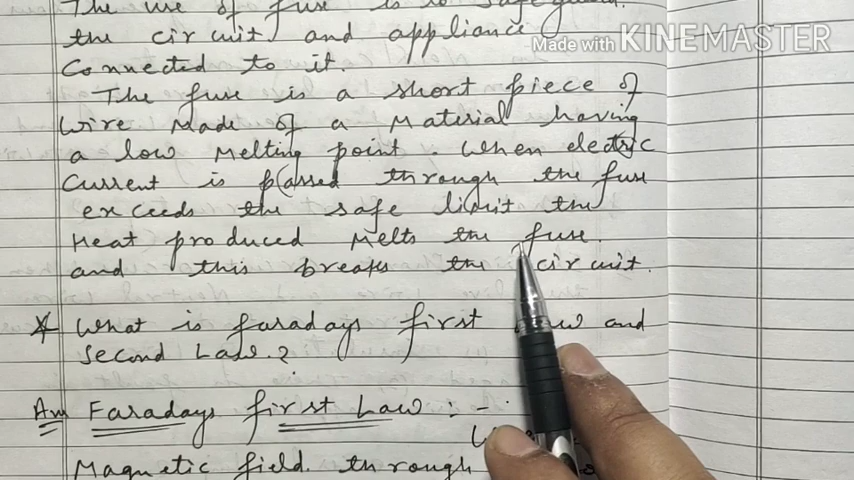 The use of fuse is to safeguard.
the circuit and appliance
Made with KINEMASTER
Connected to it.
The fuse is a short piece of
wire Made of a Material having
a low Melting point. When electric
Current is passed through the fuse
exceeds the safe limit the
Heat produced Melts the fuse.
and this breaks the circuit.
* What is faradays first Law and
Second Law.?
Ans Faradays first Law :-
Magnetic field. through